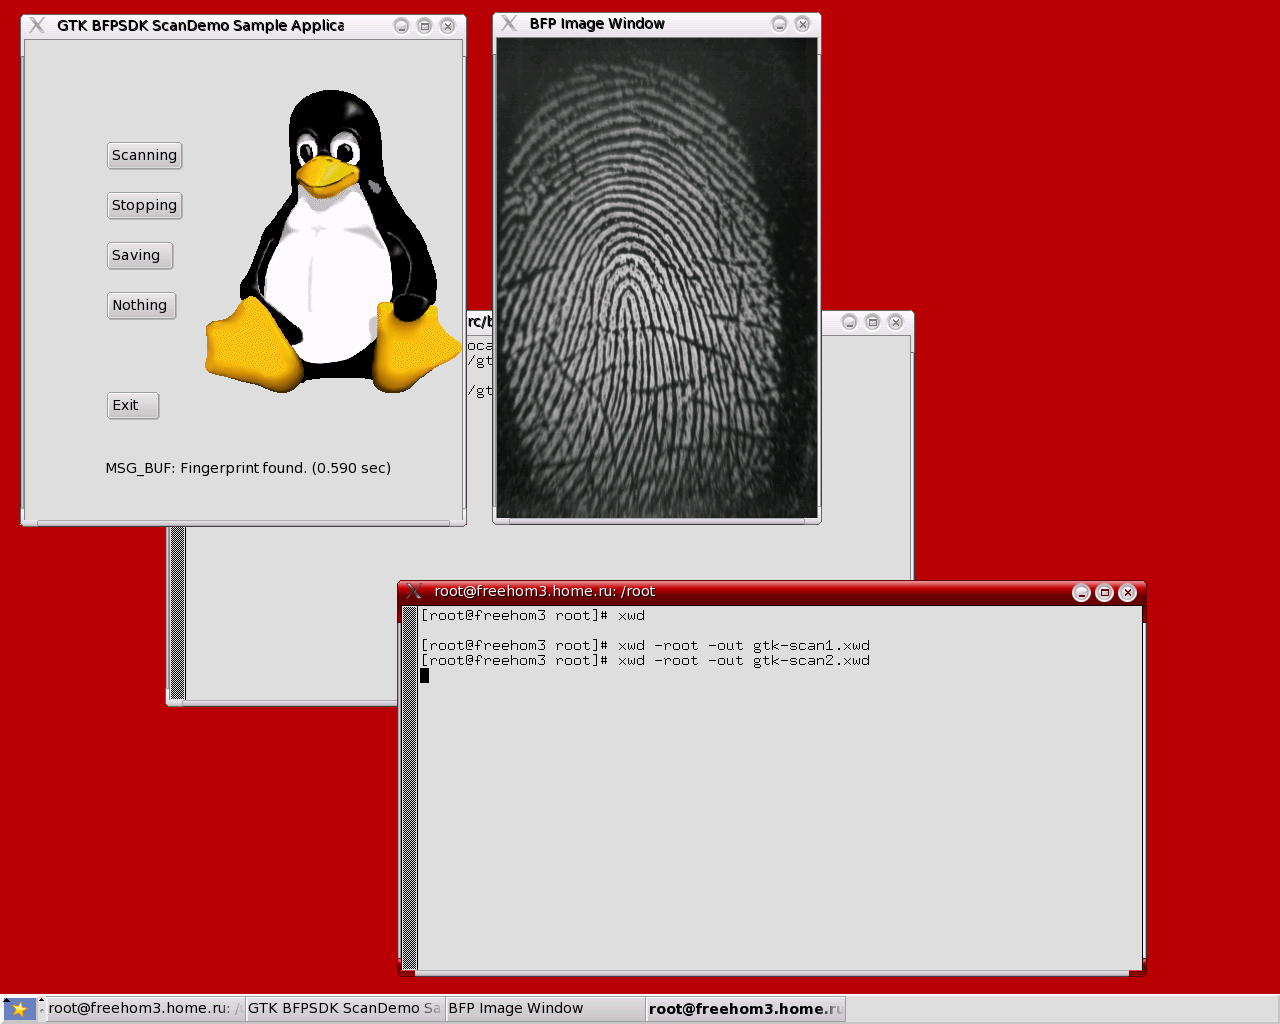 GTK BFPSDK ScanDemo Sample Applica
Scanning
Stopping
Saving
Nothing
Exit
MSG_BUF: Fingerprint found. (0.590 sec)
BFP Image Window
rc/b
oca
/gt
/gt
root@freehom3.home.ru: /root
[root@freehom3 root]# xwd
[root@freehom3 root]# xwd -root -out gtk-scan1.xwd
[root@freehom3 root]# xwd -root -out gtk-scan2.xwd
root@freehom3.home.ru: /
GTK BFPSDK ScanDemo Sa
BFP Image Window
root@freehom3.home.ru